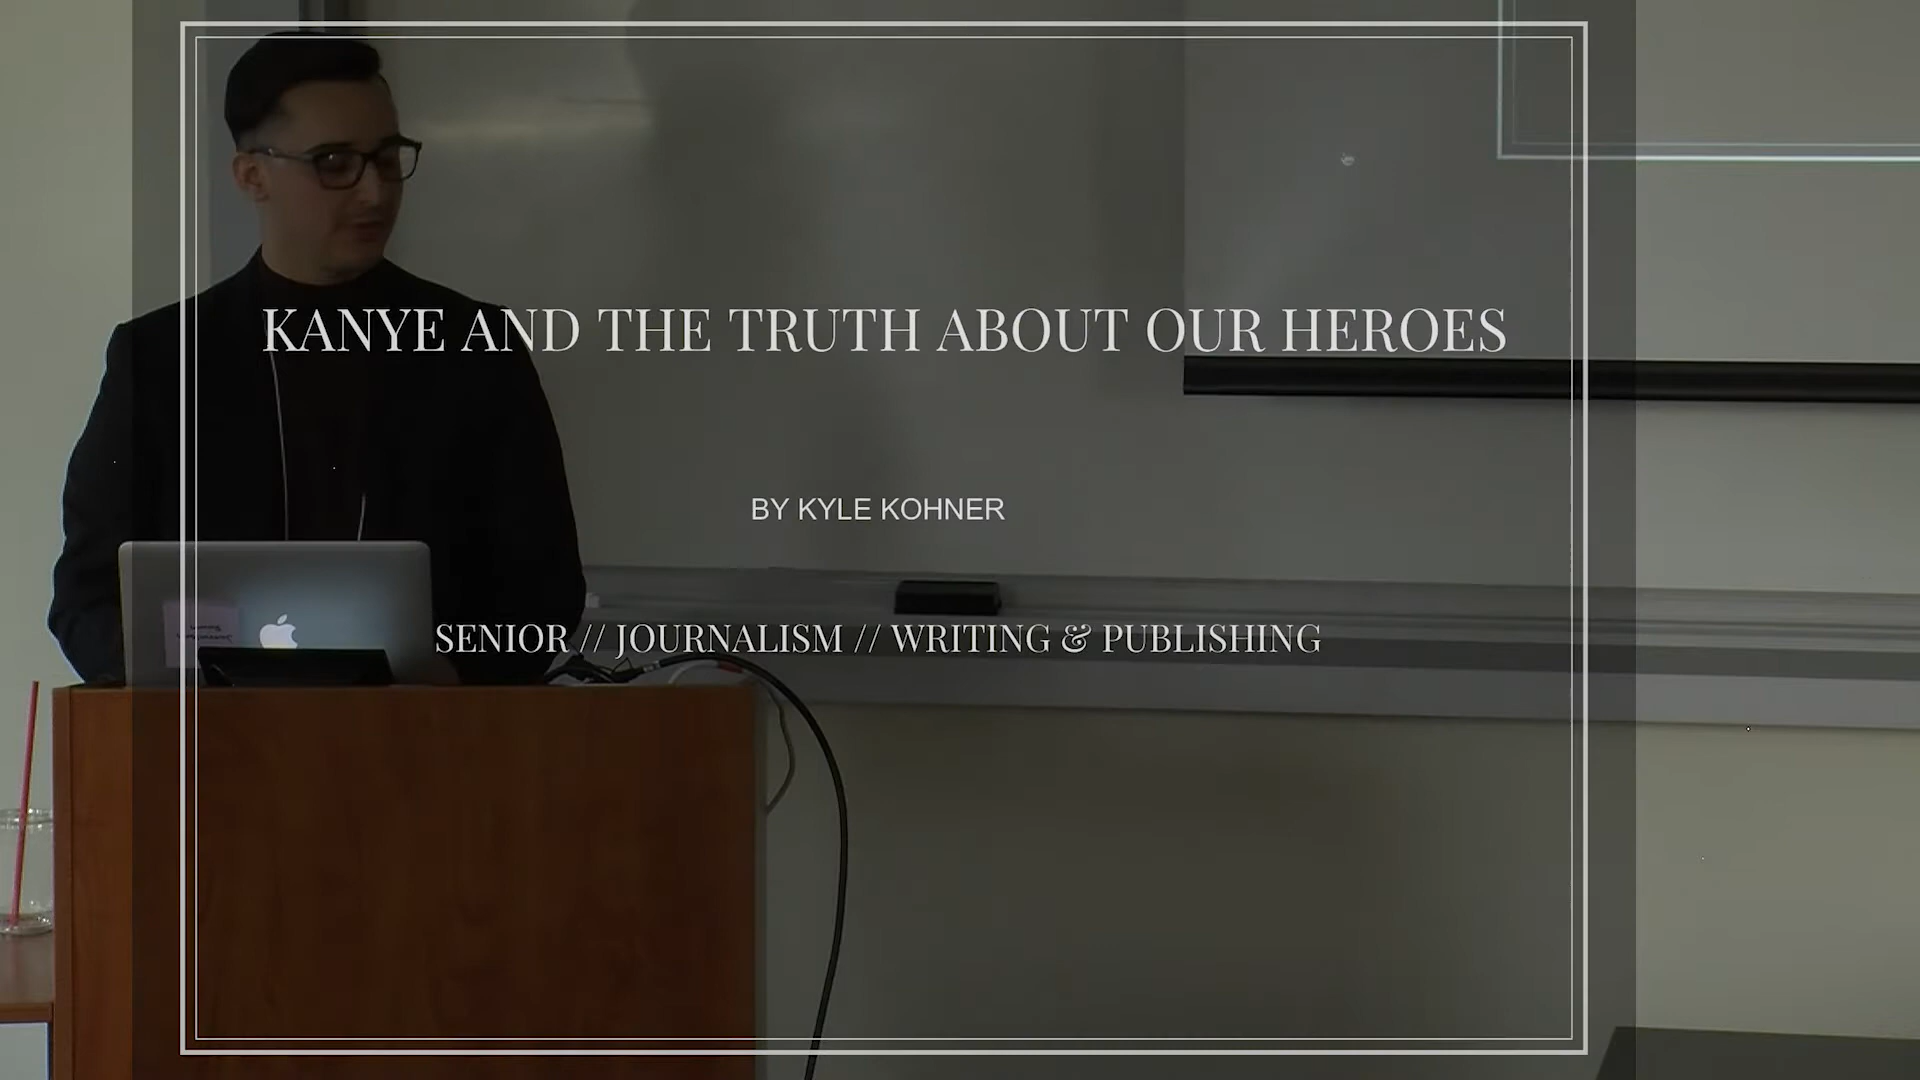 KANYE AND THE TRUTH ABOUT OUR HEROES
BY KYLE KOHNER
SENIOR // JOURNALISM // WRITING & PUBLISHING